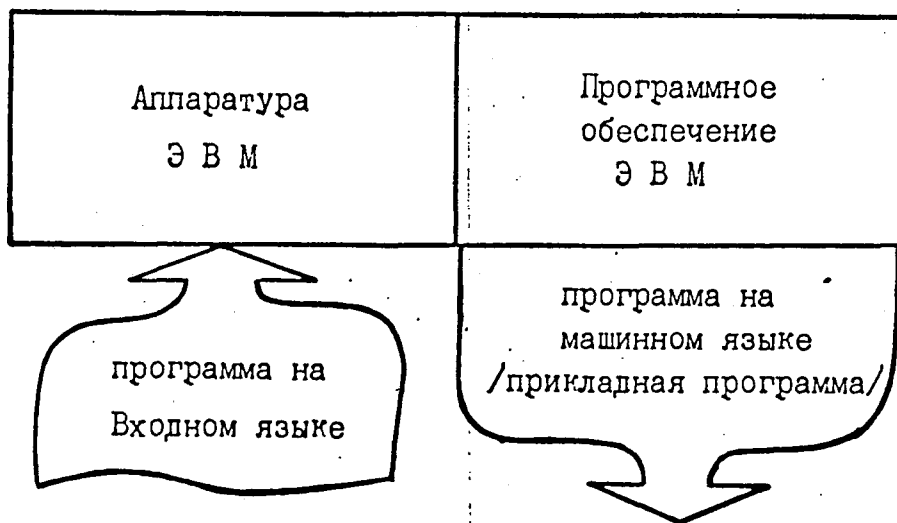 Аппаратура
Э В М
Программное
обеспечение
Э В М
программа на
Входном языке
программа на
машинном языке
/прикладная программа/